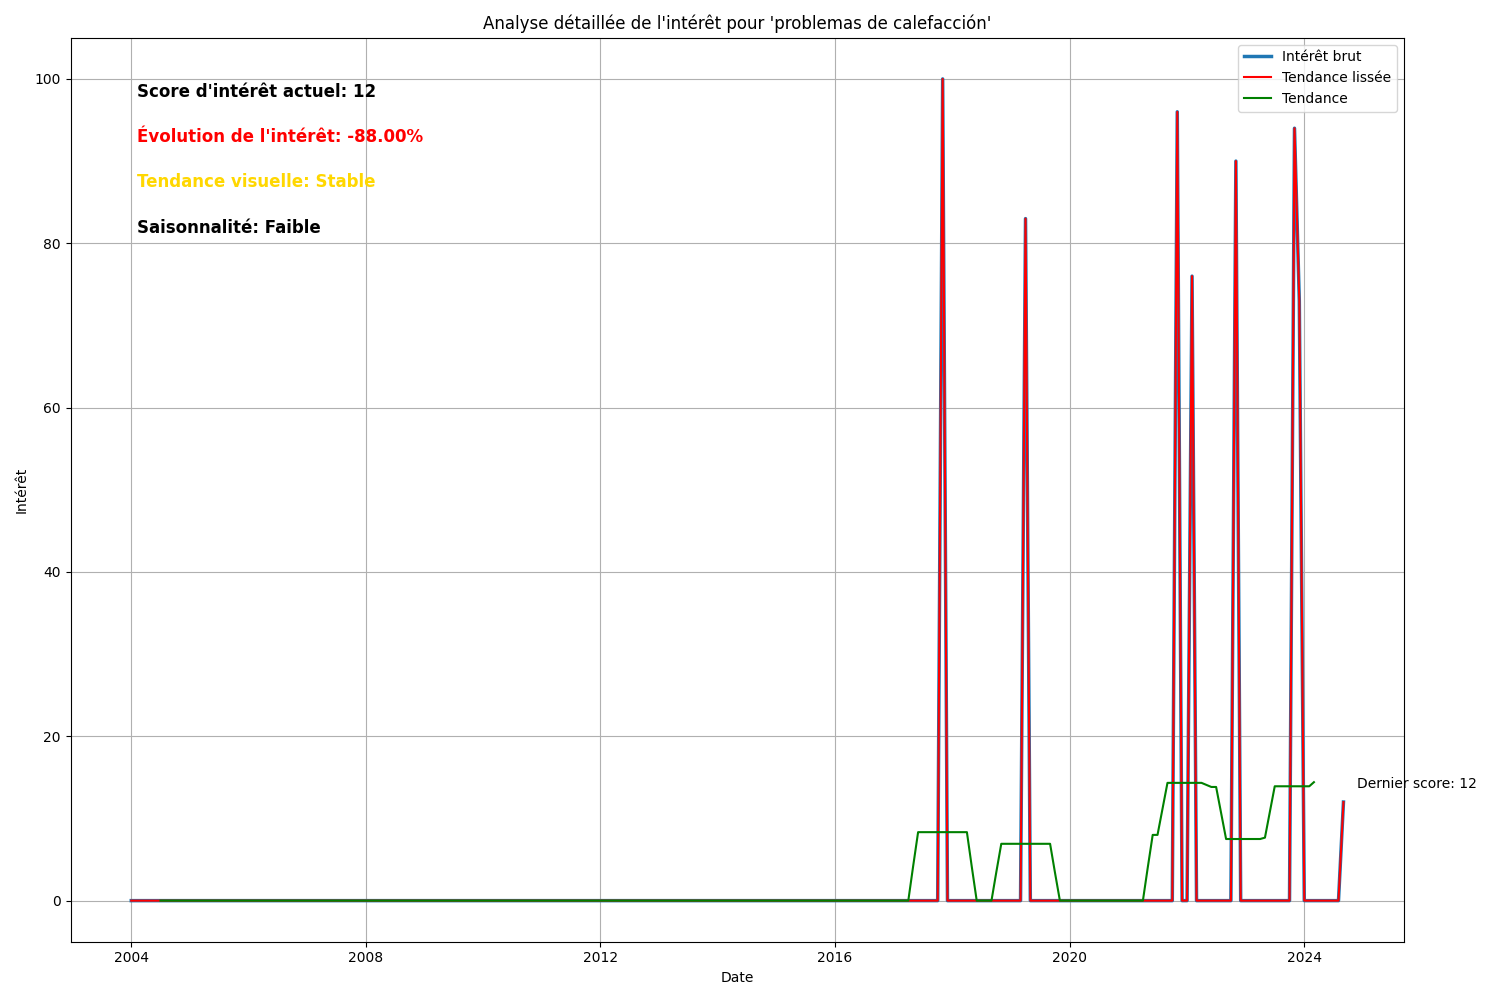 Analyse détaillée de l'intérêt pour 'problemas de calefacción'
Intérêt brut
Tendance lissée
Tendance
Score d'intérêt actuel: 12
Évolution de l'intérêt: -88.00%
Tendance visuelle: Stable
Saisonnalité: Faible
100
80
60
40
20
0
Intérêt
Dernier score: 12
2004
2008
2012
2016
2020
2024
Date